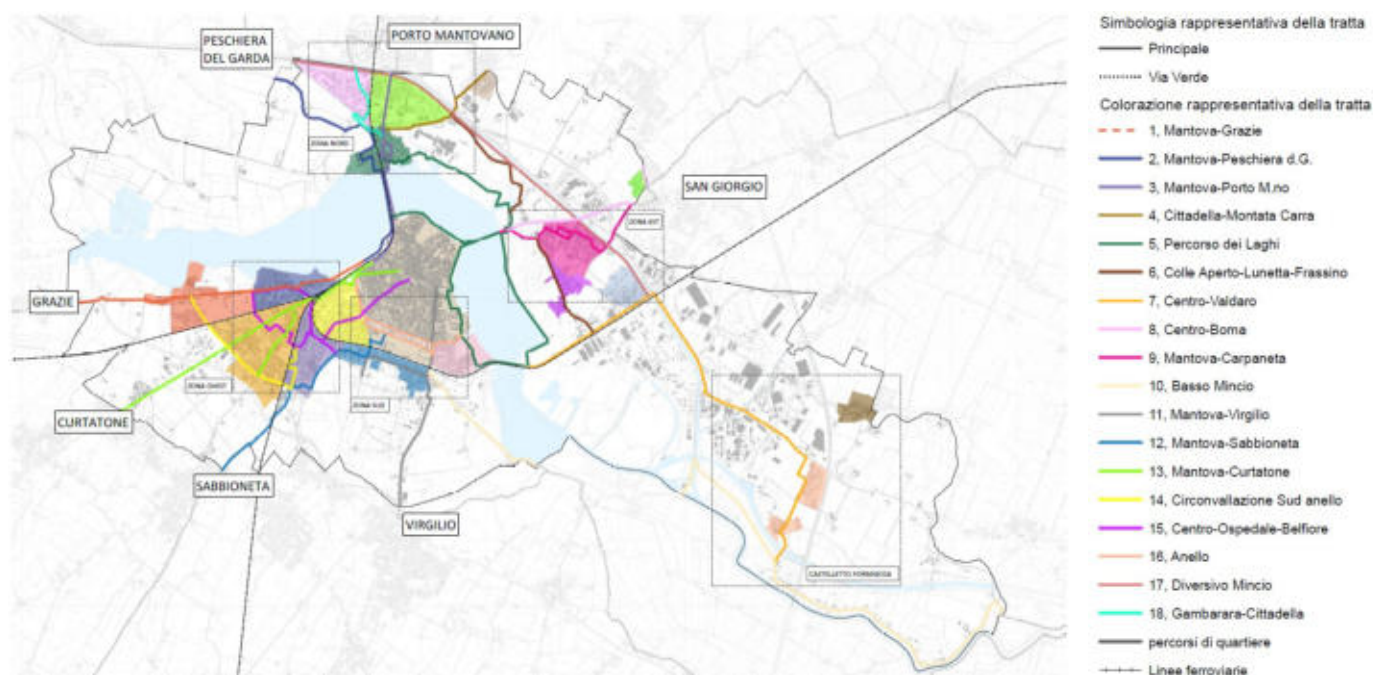 PESCHIERA
DEL GARDA
PORTO MANTOVANO
ZONA NORD
SAN GIORGIO
ZONA EST
GRAZIE
ZONA OVEST
ZONA SUD
CURTATONE
SABBIONETA
VIRGILIO
CASTELLETTO FORMIGOSA
Simbologia rappresentativa della tratta
Principale
Via Verde
Colorazione rappresentativa della tratta
1, Mantova-Grazie
2, Mantova-Peschiera d.G.
3, Mantova-Porto M.no
4, Cittadella-Montata Carra
5, Percorso dei Laghi
6, Colle Aperto-Lunetta-Frassino
7, Centro-Valdaro
8, Centro-Boma
9, Mantova-Carpaneta
10, Basso Mincio
11, Mantova-Virgilio
12, Mantova-Sabbioneta
13, Mantova-Curtatone
14, Circonvallazione Sud anello
15, Centro-Ospedale-Belfiore
16, Anello
17, Diversivo Mincio
18, Gambarara-Cittadella
percorsi di quartiere
Linee ferroviarie